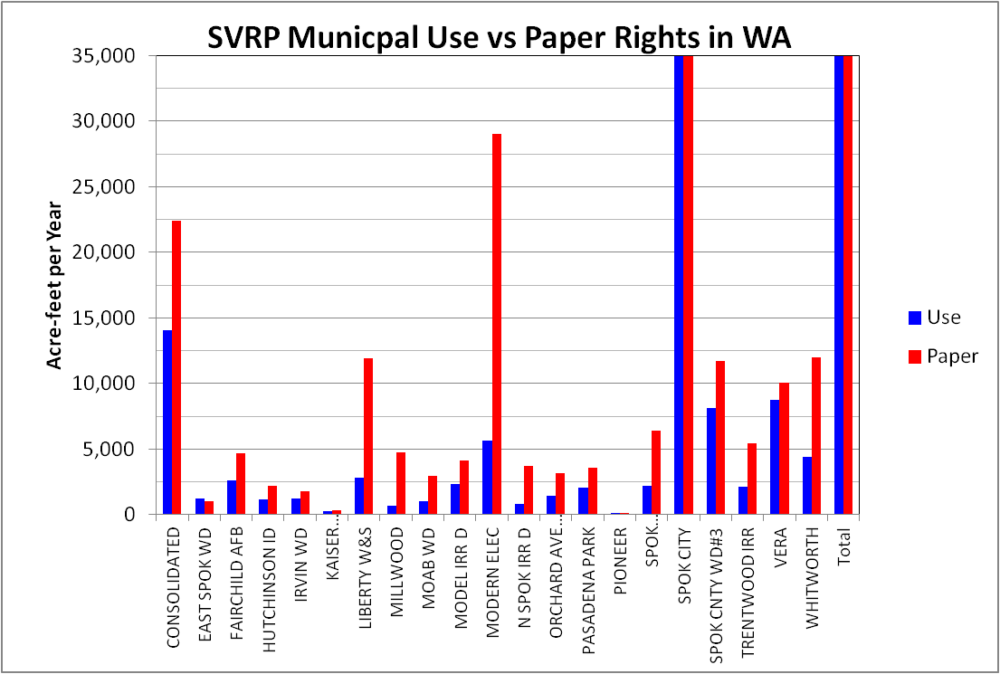 SVRP Municpal Use vs Paper Rights in WA
35,000
30,000
25,000
20,000
15,000
10,000
5,000
0
Acre-feet per Year
CONSOLIDATED
EAST SPOK WD
FAIRCHILD AFB
HUTCHINSON ID
IRVIN WD
KAISER...
LIBERTY W&S
MILLWOOD
MOAB WD
MODEL IRR D
MODERN ELEC
N SPOK IRR D
ORCHARD AVE...
PASADENA PARK
PIONEER
SPOK...
SPOK CITY
SPOK CNTY WD#3
TRENTWOOD IRR
VERA
WHITWORTH
Total
Use
Paper